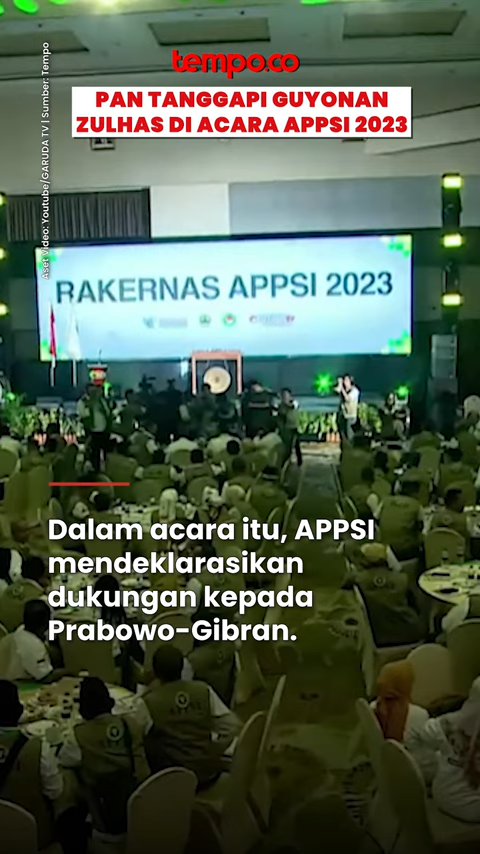 tempo.co
PAN TANGGAPI GUYONAN
ZULHAS DI ACARA APPSI 2023
Aset Video: Youtube/GARUDA TV | Sumber: Tempo
RAKERNAS APPSI 2023
Dalam acara itu, APPSI
mendeklarasikan
dukungan kepada
Prabowo-Gibran.